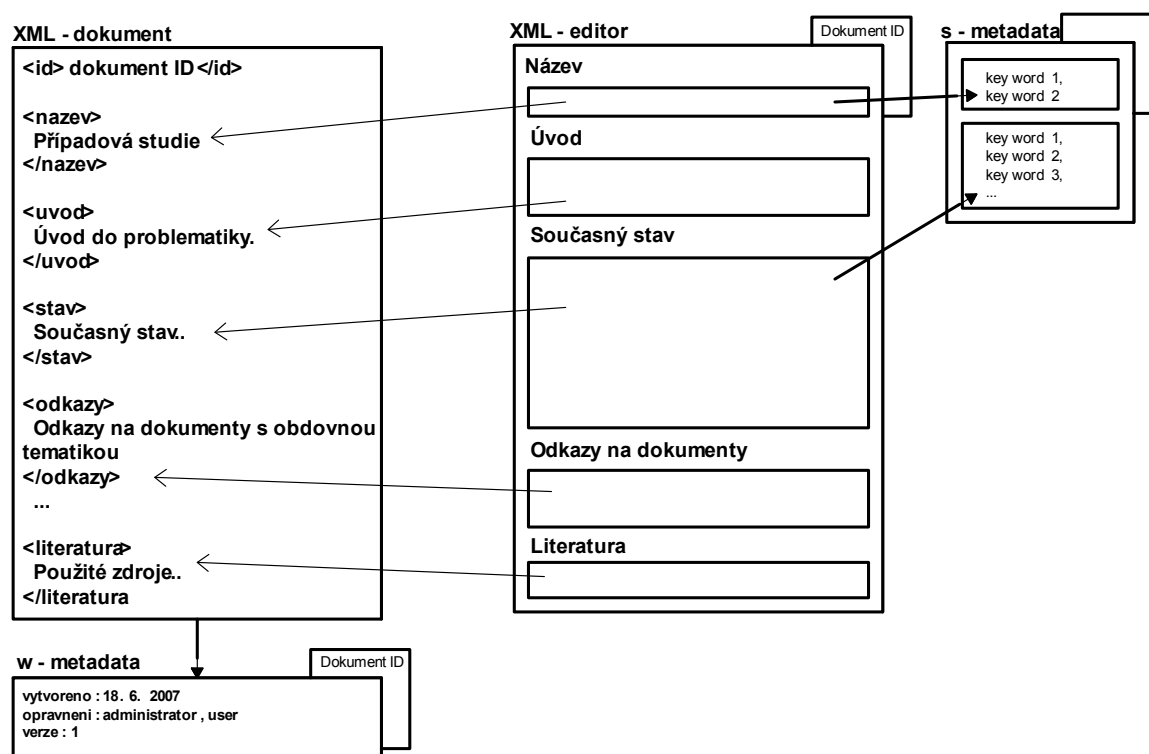 XML - dokument
<id> dokument ID </id>
<nazev>
Případová studie
</nazev>
<uvod>
Úvod do problematiky.
</uvod>
<stav>
Současný stav..
</stav>
<odkazy>
Odkazy na dokumenty s obdovnou
tematikou
</odkazy>
...
<literatura>
Použité zdroje..
</literatura
w - metadata
Dokument ID
vytvoreno : 18. 6. 2007
opravneni : administrator , user
verze : 1
XML - editor
Dokument ID
Název
Úvod
Současný stav
Odkazy na dokumenty
Literatura
s - metadata
key word 1,
key word 2
key word 1,
key word 2,
key word 3,
...